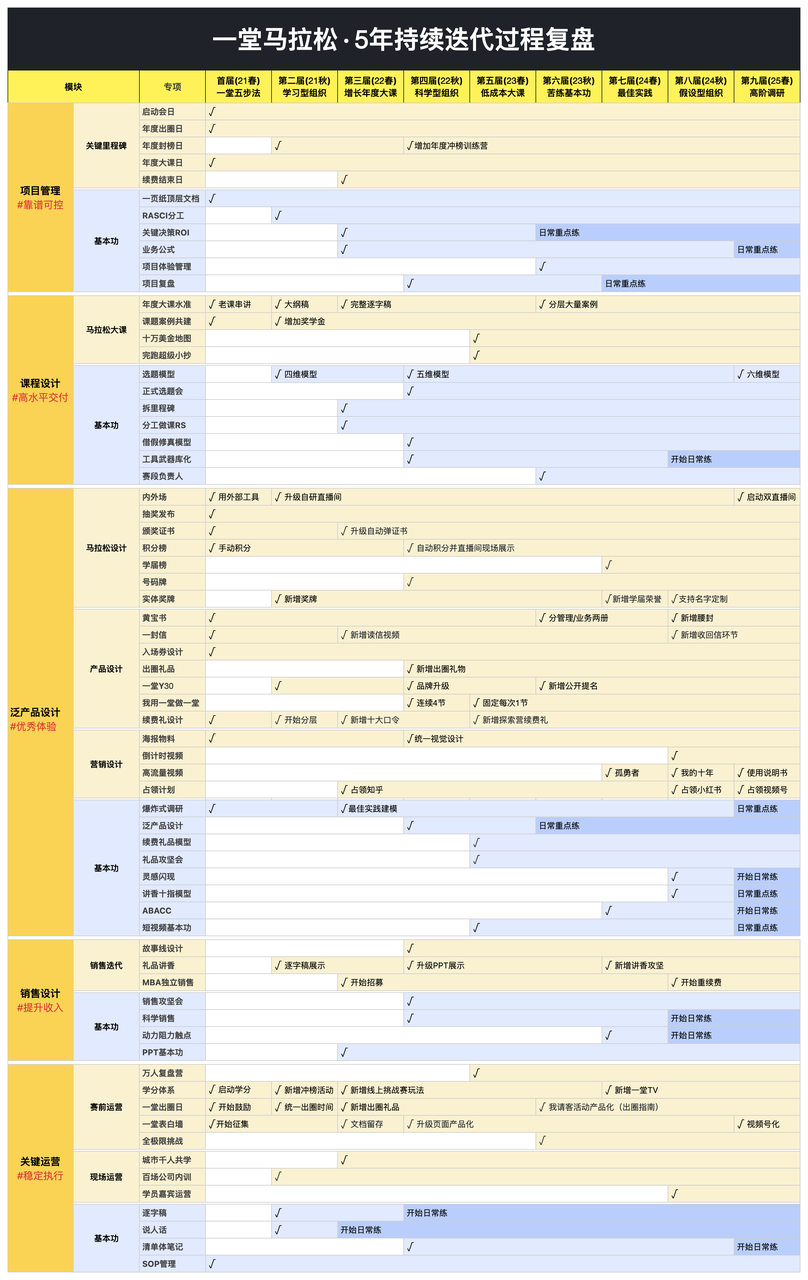 一堂马拉松·5年持续迭代过程复盘
模块 专项 首届(21春) 第二届(21秋) 第三届(22春) 第四届(22秋) 第五届(23春) 第六届(23秋) 第七届(24春) 第八届(24秋) 第九届(25春)
一堂五步法 学习型组织 增长年度大课 科学型组织 低成本大课 苦练基本功 最佳实践 假设型组织 高阶调研
项目管理
#靠谱可控
关键里程碑
启动会日 √
年度出圈日 √
年度封榜日 √ √增加年度冲榜训练营
年度大课日 √
续费结束日 √
基本功
一页纸顶层文档 √
RASCI分工 √
关键决策ROI √ 日常重点练
业务公式 √ 日常重点练
项目体验管理 √
项目复盘 √ 日常重点练
课程设计
#高水平交付
马拉松大课
年度大课水准 √ 老课串讲 √ 大纲稿 √ 完整逐字稿 √ 分层大量案例
课题案例共建 √ √ 增加奖学金
十万美金地图 √
完跑超级小抄 √
基本功
选题模型 √ 四维模型 √ 五维模型 √ 六维模型
正式选题会 √
拆里程碑 √
分工做课RS √
借假修真模型 √
工具武器库化 √ 开始日常练
赛段负责人 √
泛产品设计
#优秀体验
马拉松设计
内外场 √ 用外部工具 √ 升级自研直播间 √ 启动双直播间
抽奖发布 √
颁奖证书 √ √ 升级自动弹证书
积分榜 √ 手动积分 √ 自动积分并直播间现场展示
学届榜 √
号码牌 √
实体奖牌 √新增奖牌 √新增学届荣誉 √支持名字定制
产品设计
黄宝书 √ √ 分管理/业务两册 √ 新增腰封
一封信 √ √ 新增读信视频 √ 新增收回信环节
入场券设计 √
出圈礼品 √ 新增出圈礼物
一堂Y30 √ √ 品牌升级 √ 新增公开提名
我用一堂做一堂 √ 连续4节 √ 固定每次1节
续费礼设计 √ √ 开始分层 √ 新增十大口令 √ 新增探索营续费礼
营销设计
海报物料 √ √统一视觉设计
倒计时视频 √
高流量视频 √ 孤勇者 √ 我的十年 √ 使用说明书
占领计划 √ 占领知乎 √ 占领小红书 √ 占领视频号
基本功
爆炸式调研 √ √最佳实践建模 日常重点练
泛产品设计 √ 日常重点练
续费礼品模型 √
礼品攻坚会 √
灵感闪现 √ 开始日常练
讲香十指模型 √ 日常重点练
ABACC √ 开始日常练
短视频基本功 √ 日常重点练
销售设计
#提升收入
销售迭代
故事线设计 √
礼品讲香 √ 逐字稿展示 √ 升级PPT展示 √ 新增讲香攻坚
MBA独立销售 √ 开始招募 √ 开始重续费
基本功
销售攻坚会 √
科学销售 √ 开始日常练
动力阻力触点 √ 开始日常练
PPT基本功 √
关键运营
#稳定执行
赛前运营
万人复盘营 √
学分体系 √ 启动学分 √ 新增冲榜活动 √ 新增线上挑战赛玩法 √ 新增一堂TV
一堂出圈日 √ 开始鼓励 √ 统一出圈时间 √ 新增出圈礼品 √ 我请客活动产品化（出圈指南）
一堂表白墙 √开始征集 √ 文档留存 √ 升级页面产品化 √ 视频号化
全极限挑战 √
现场运营
城市千人共学 √
百场公司内训 √
学员嘉宾运营 √
基本功
逐字稿 √ 开始日常练
说人话 √ 开始日常练
清单体笔记 √ 开始日常练
SOP管理 √